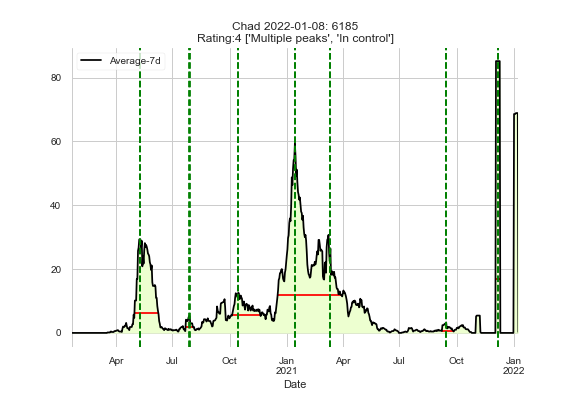 Chad 2022-01-08: 6185
Rating:4 ['Multiple peaks', 'In control']
Average-7d
80
60
40
20
0
Apr Jul Oct Jan Apr Jul Oct Jan
2021 2022
Date